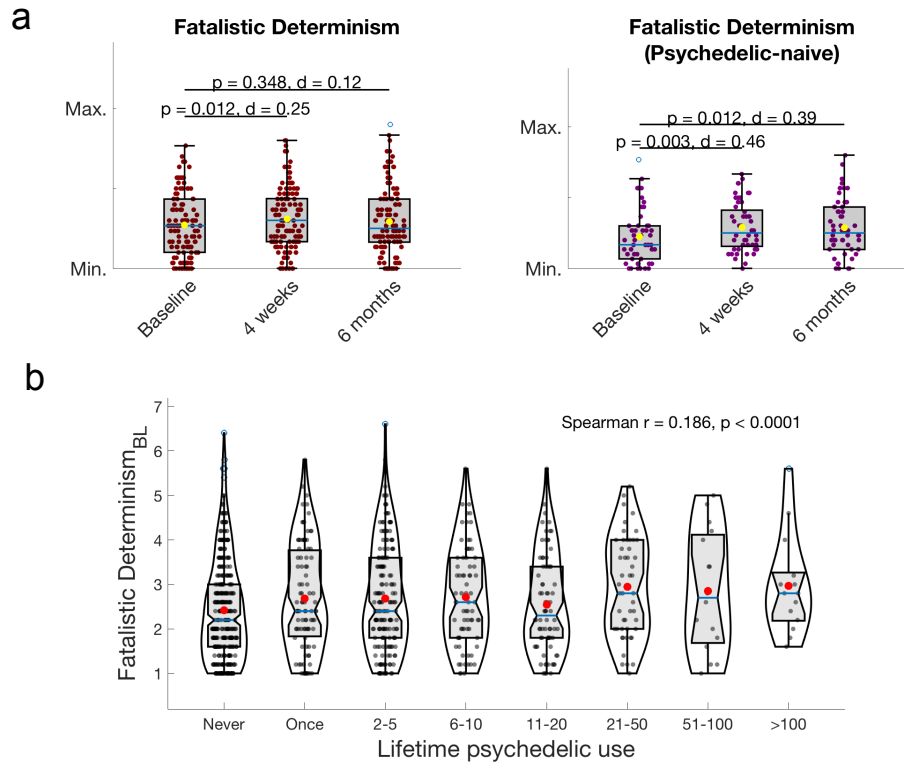 a
Fatalistic Determinism
p = 0.348, d = 0.12
Max.
p = 0.012, d = 0.25
Min.
Baseline
4 weeks
6 months
Fatalistic Determinism
(Psychedelic-naive)
p = 0.012, d = 0.39
Max.
p = 0.003, d = 0.46
Min.
Baseline
4 weeks
6 months
b
Spearman r = 0.186, p < 0.0001
Fatalistic Determinism BL
7
6
5
4
3
2
1
Never Once 2-5 6-10 11-20 21-50 51-100 >100
Lifetime psychedelic use